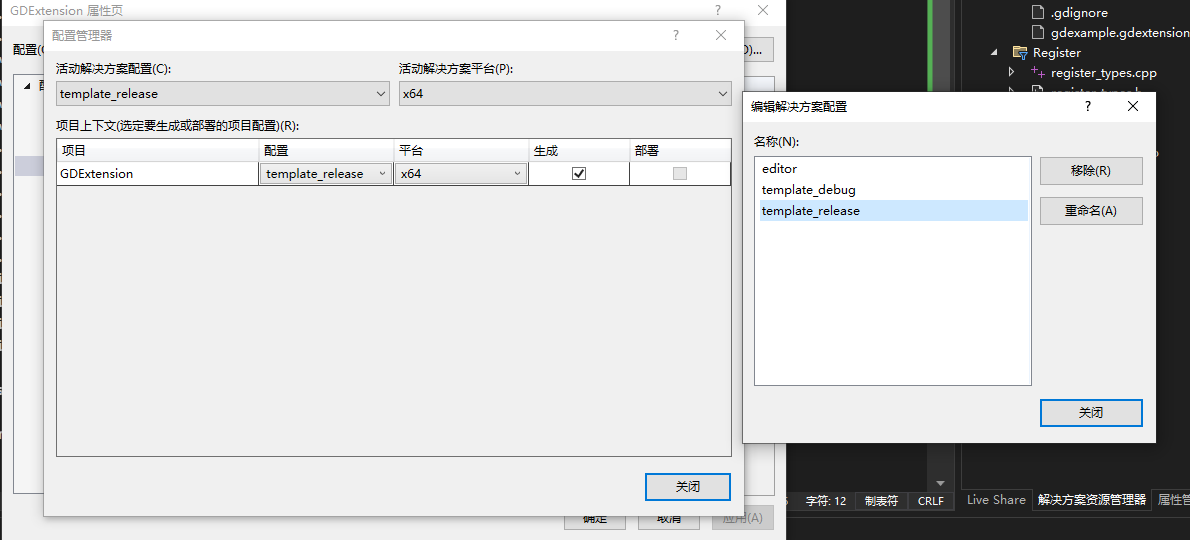 GDExtension 属性页
配置管理器
配置(
)...
活动解决方案配置(C):
活动解决方案平台(P):
template_release
x64
项目上下文(选定要生成或部署的项目配置)(R):
项目 配置 平台 生成 部署
GDExtension template_release x64
关闭
确定 取消 应用(A)
编辑解决方案配置
名称(N):
editor
template_debug
template_release
移除(R)
重命名(A)
关闭
.gdignore
gdexample.gdextension
Register
register_types.cpp
字符: 12 制表符 CRLF
Live Share 解决方案资源管理器 属性管